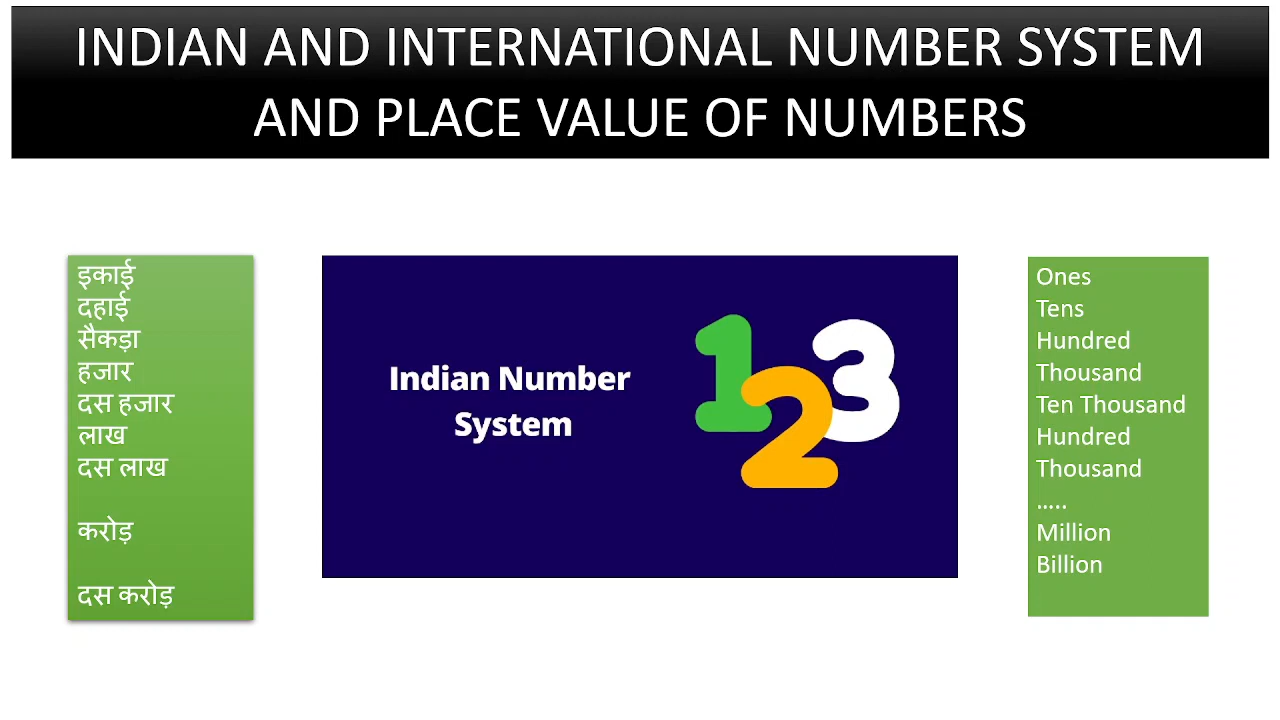 INDIAN AND INTERNATIONAL NUMBER SYSTEM
AND PLACE VALUE OF NUMBERS
इकाई
दहाई
सैकड़ा
हजार
दस हजार
लाख
दस लाख
करोड़
दस करोड़
Indian Number
System
123
Ones
Tens
Hundred
Thousand
Ten Thousand
Hundred
Thousand
.....
Million
Billion